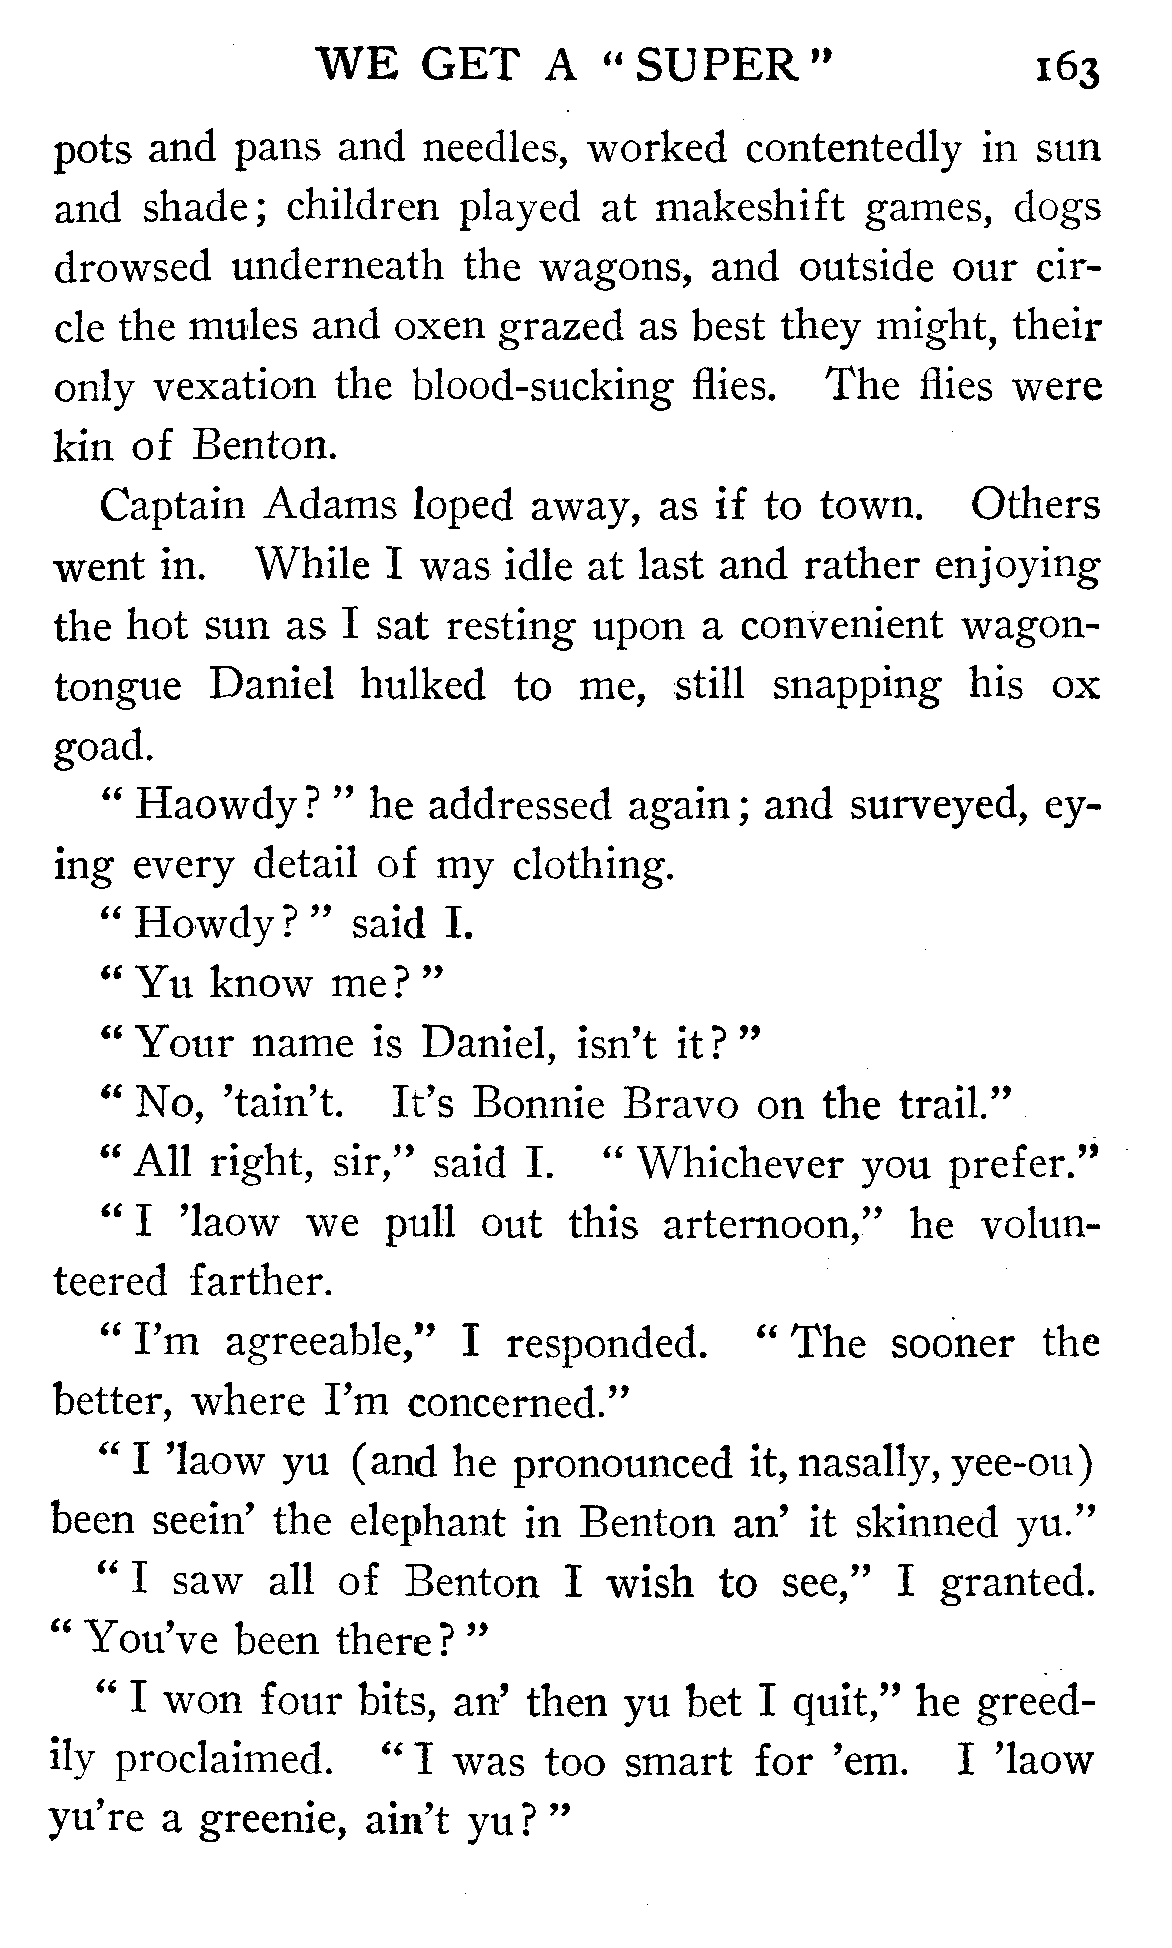 WE GET A “ SUPER ” 163
pots and pans and needles, worked contentedly in sun
and shade; children played at makeshift games, dogs
drowsed underneath the wagons, and outside our cir-
cle the mules and oxen grazed as best they might, their
only vexation the blood-sucking flies. The flies were
kin of Benton.
Captain Adams loped away, as if to town. Others
went in. While I was idle at last and rather enjoying
the hot sun as I sat resting upon a convenient wagon-
tongue Daniel hulked to me, still snapping his ox
goad.
“ Haowdy? ” he addressed again; and surveyed, ey-
ing every detail of my clothing.
“ Howdy? ” said I.
“ Yu know me? ”
“ Your name is Daniel, isn’t it? ”
“ No, ’tain’t. It’s Bonnie Bravo on the trail.”
“ All right, sir,” said I. “ Whichever you prefer.”
“ I ’laow we pull out this arternoon,” he volun-
teered farther.
“ I’m agreeable,” I responded. “ The sooner the
better, where I’m concerned.”
“ I ’laow yu (and he pronounced it, nasally, yee-ou)
been seein’ the elephant in Benton an’ it skinned yu.”
“ I saw all of Benton I wish to see,” I granted.
“ You’ve been there? ”
“ I won four bits, an’ then yu bet I quit,” he greed-
ily proclaimed. “ I was too smart for ’em. I ’laow
yu’re a greenie, ain’t yu? ”